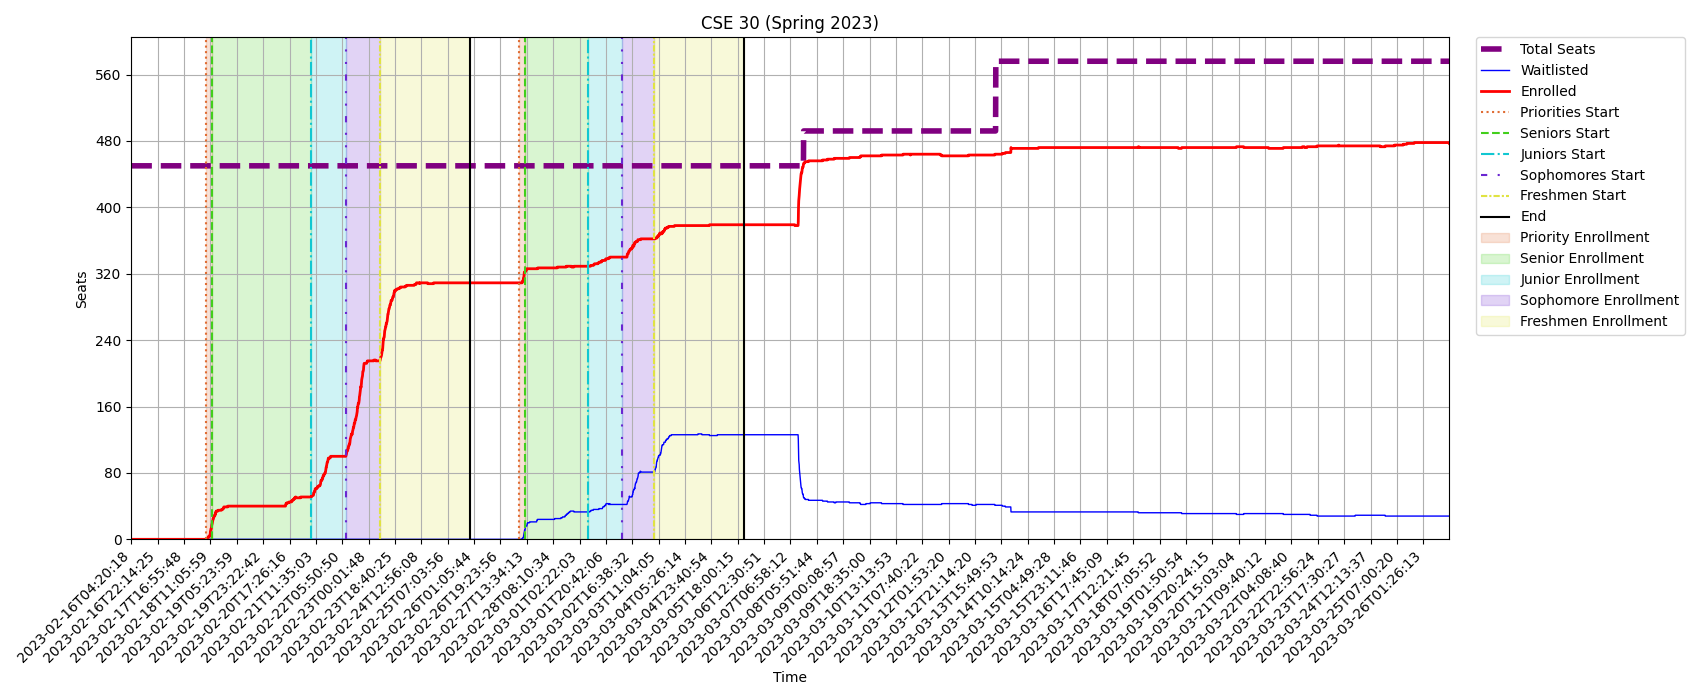 CSE 30 (Spring 2023)
Seats
560
480
400
320
240
160
80
0
2023-02-16T04:20:18
2023-02-16T22:14:25
2023-02-17T16:55:48
2023-02-18T11:05:59
2023-02-19T05:23:59
2023-02-19T23:22:42
2023-02-20T17:26:16
2023-02-21T11:35:03
2023-02-22T05:50:50
2023-02-23T00:01:48
2023-02-23T18:40:25
2023-02-24T12:56:08
2023-02-25T07:03:56
2023-02-26T01:05:44
2023-02-26T19:23:56
2023-02-27T13:34:13
2023-02-28T08:10:34
2023-03-01T02:22:03
2023-03-01T20:42:06
2023-03-02T16:38:32
2023-03-03T11:04:05
2023-03-04T05:26:14
2023-03-04T23:40:54
2023-03-05T18:00:15
2023-03-06T12:30:51
2023-03-07T06:58:12
2023-03-08T05:51:44
2023-03-09T00:08:57
2023-03-09T18:35:00
2023-03-10T13:13:53
2023-03-11T07:40:22
2023-03-12T01:53:20
2023-03-12T21:14:20
2023-03-13T15:49:53
2023-03-14T10:14:24
2023-03-15T04:49:28
2023-03-15T23:11:46
2023-03-16T17:45:09
2023-03-17T12:21:45
2023-03-18T07:05:52
2023-03-19T01:50:54
2023-03-19T20:24:15
2023-03-20T15:03:04
2023-03-21T09:40:12
2023-03-22T04:08:40
2023-03-22T22:56:24
2023-03-23T17:30:27
2023-03-24T12:13:37
2023-03-25T07:00:20
2023-03-26T01:26:13
Time
Total Seats
Waitlisted
Enrolled
Priorities Start
Seniors Start
Juniors Start
Sophomores Start
Freshmen Start
End
Priority Enrollment
Senior Enrollment
Junior Enrollment
Sophomore Enrollment
Freshmen Enrollment